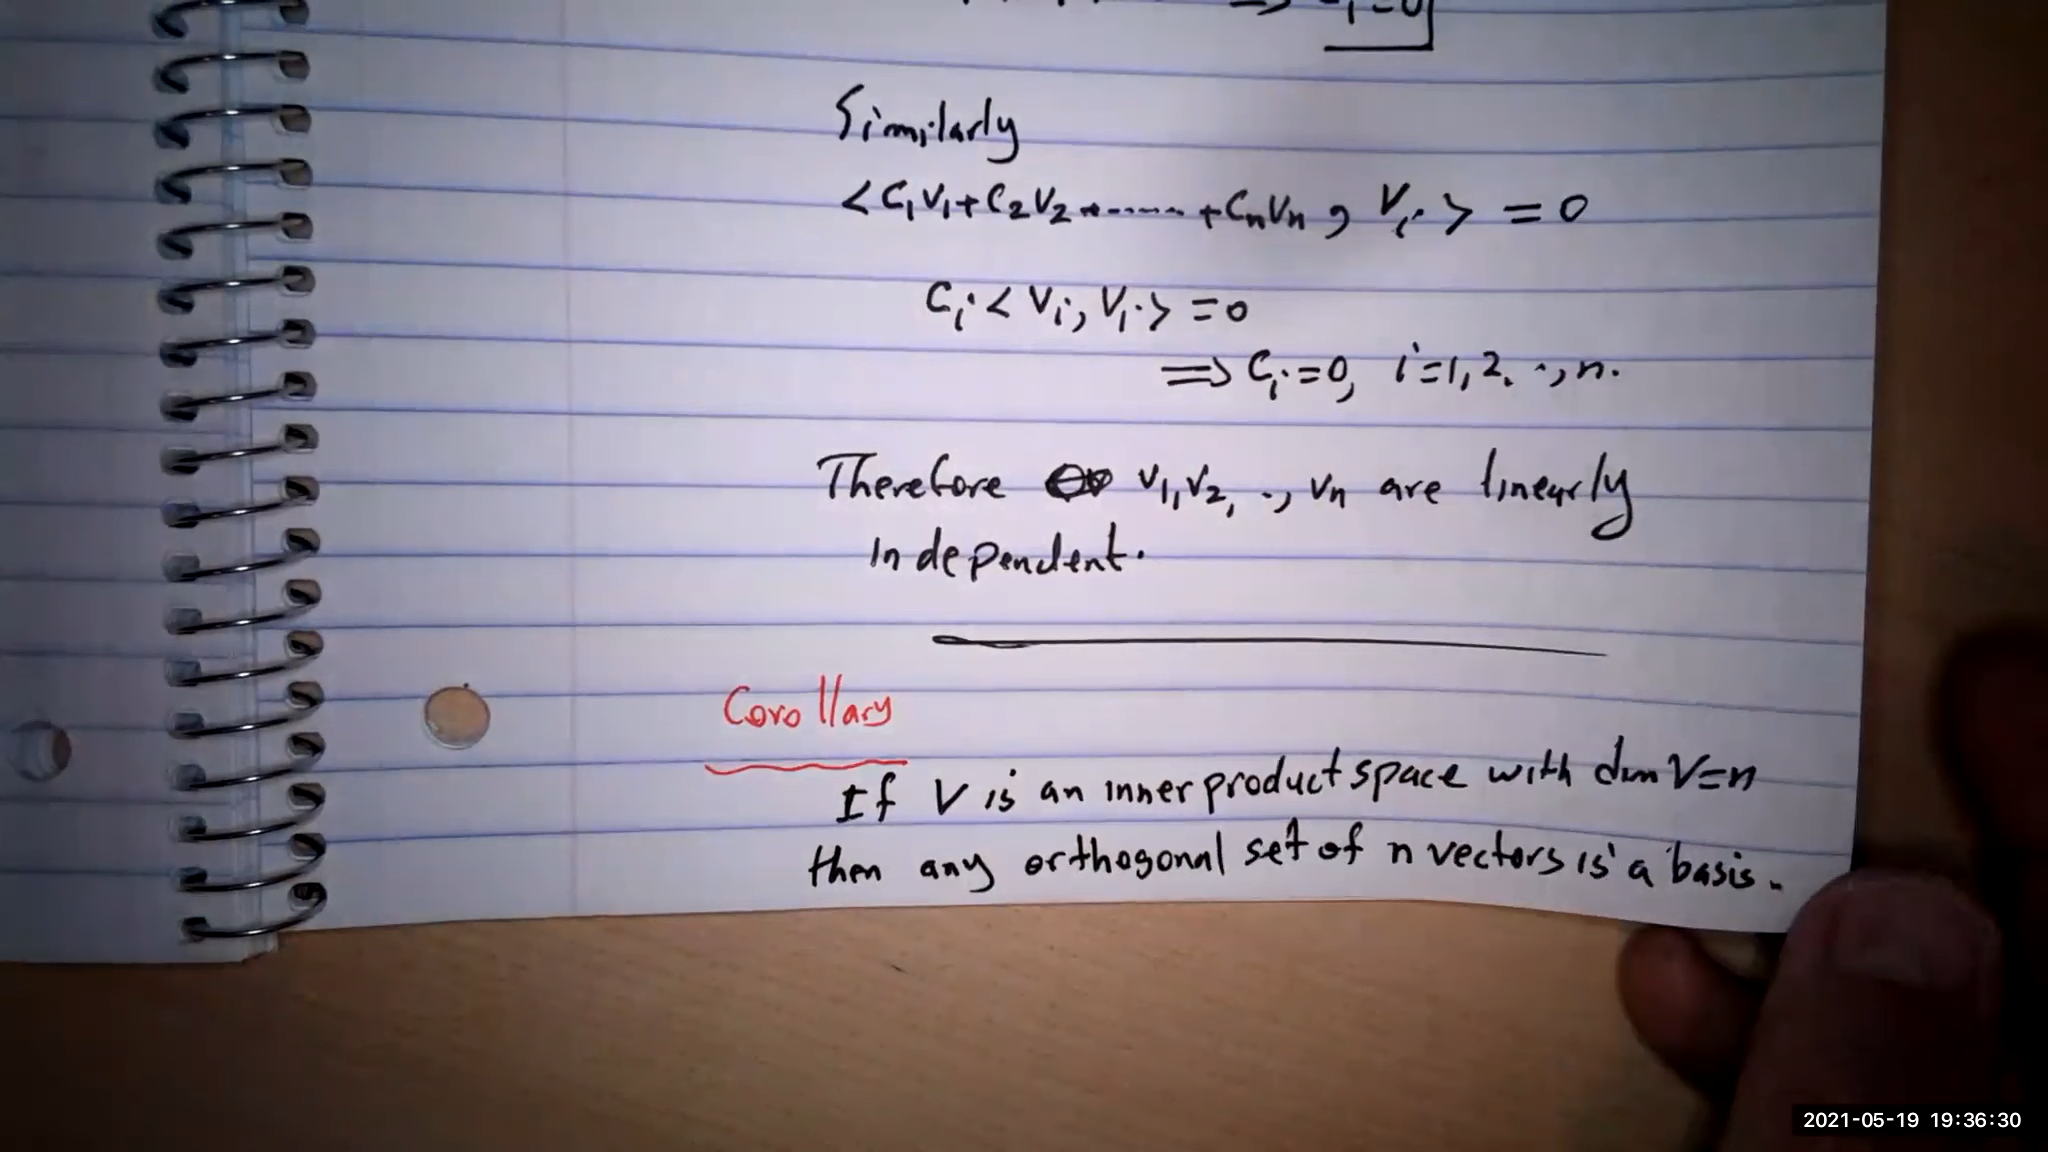 ⇒ C₁=0
Similarly
<C₁V₁+C₂V₂+......+CₙVₙ, Vᵢ> = 0
Cᵢ<Vᵢ, Vᵢ> = 0
⇒ Cᵢ=0, i=1,2,..,n.
Therefore V₁,V₂,..,Vₙ are linearly
independent.
Corollary
If V is an inner product space with dim V=n
then any orthogonal set of n vectors is a basis.
2021-05-19 19:36:30